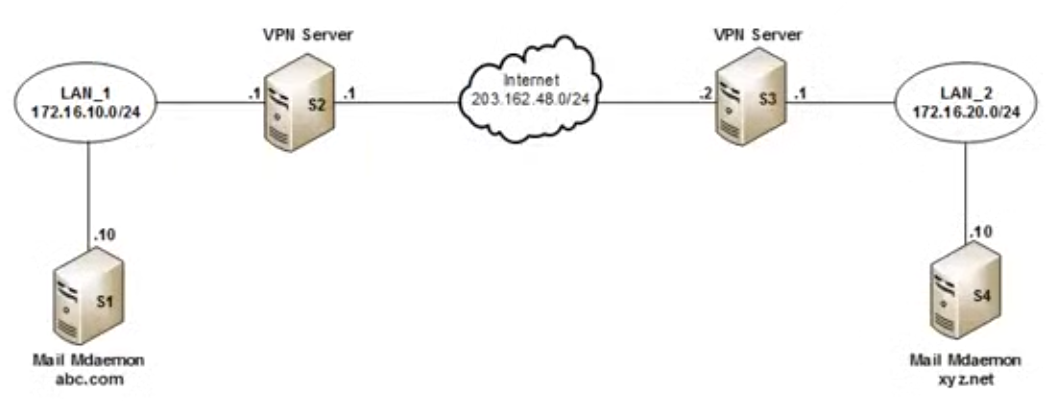 VPN Server
VPN Server
LAN_1
172.16.10.0/24
.1
S2
.1
Internet
203.162.48.0/24
.2
S3
.1
LAN_2
172.16.20.0/24
.10
.10
S1
S4
Mail Mdaemon
abc.com
Mail Mdaemon
xyz.net